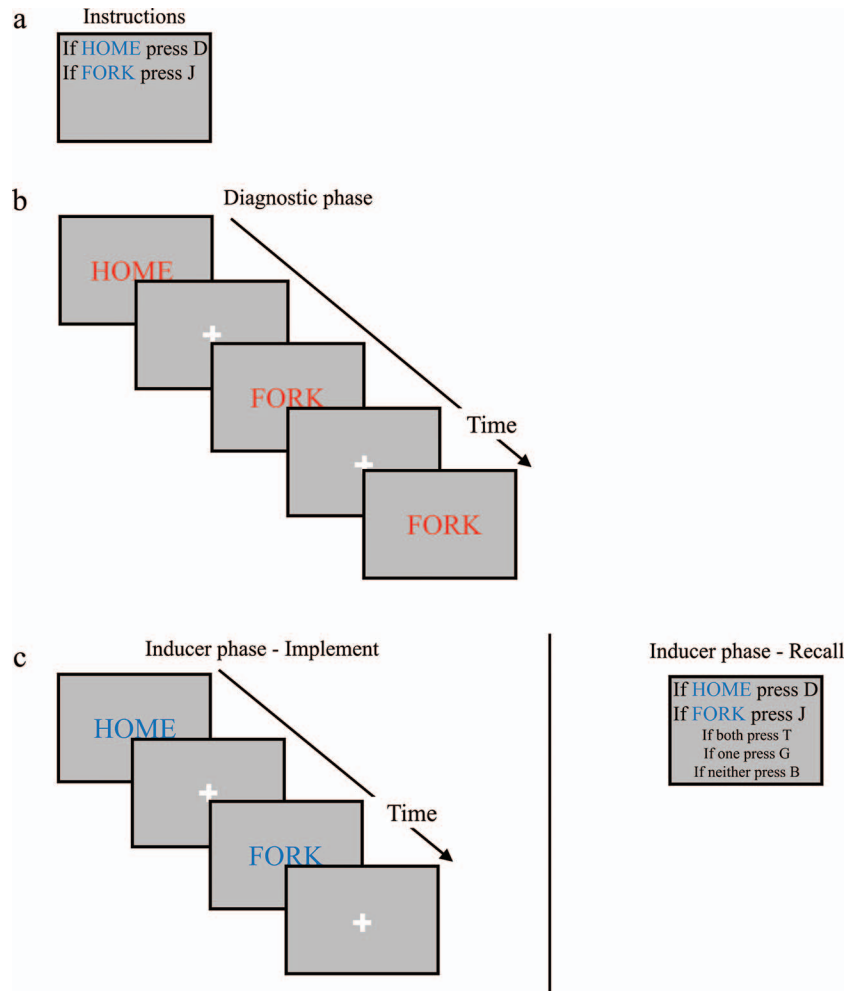 a
Instructions
If HOME press D
If FORK press J
b
Diagnostic phase
HOME
FORK
Time
FORK
c
Inducer phase - Implement
HOME
FORK
Time
Inducer phase - Recall
If HOME press D
If FORK press J
If both press T
If one press G
If neither press B